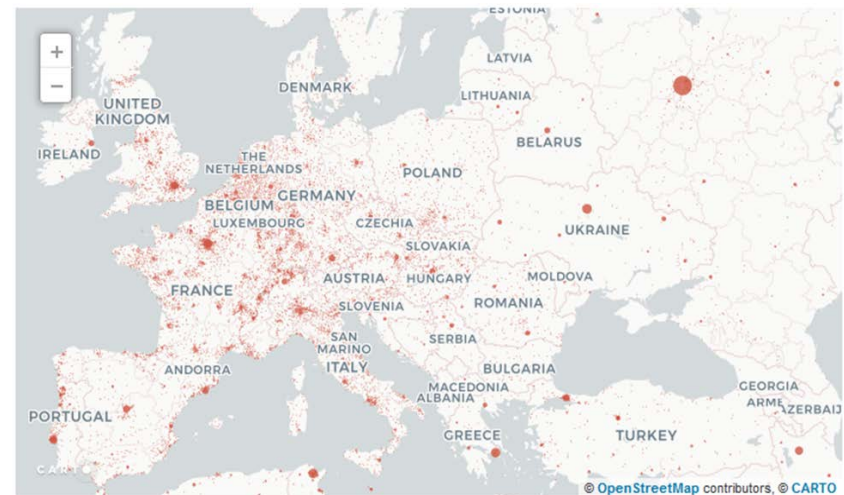 ESTONIA
+
LATVIA
−
DENMARK
LITHUANIA
UNITED
KINGDOM
BELARUS
IRELAND
THE
NETHERLANDS
POLAND
BELGIUM
GERMANY
LUXEMBOURG
CZECHIA
UKRAINE
SLOVAKIA
AUSTRIA
HUNGARY
MOLDOVA
FRANCE
SLOVENIA
ROMANIA
SAN
MARINO
SERBIA
ANDORRA
ITALY
BULGARIA
MACEDONIA
GEORGIA
ALBANIA
ARME
AZERBAIJ
PORTUGAL
GREECE
TURKEY
CARTO
© OpenStreetMap contributors, © CARTO